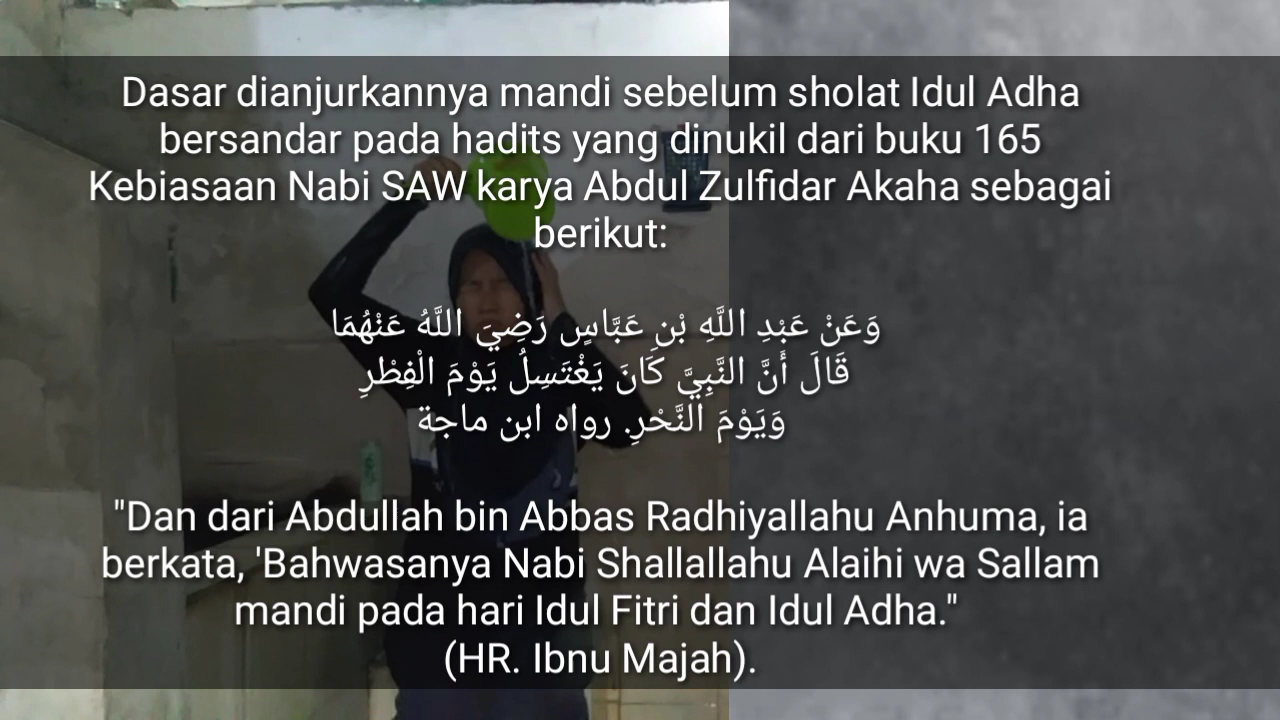 Dasar dianjurkannya mandi sebelum sholat Idul Adha
bersandar pada hadits yang dinukil dari buku 165
Kebiasaan Nabi SAW karya Abdul Zulfidar Akaha sebagai
berikut:
وَعَنْ عَبْدِ اللَّهِ بْنِ عَبَّاسٍ رَضِيَ اللَّهُ عَنْهُمَا
قَالَ أَنَّ النَّبِيَّ كَانَ يَغْتَسِلُ يَوْمَ الْفِطْرِ
وَيَوْمَ النَّحْرِ. رواه ابن ماجة
"Dan dari Abdullah bin Abbas Radhiyallahu Anhuma, ia
berkata, 'Bahwasanya Nabi Shallallahu Alaihi wa Sallam
mandi pada hari Idul Fitri dan Idul Adha."
(HR. Ibnu Majah).